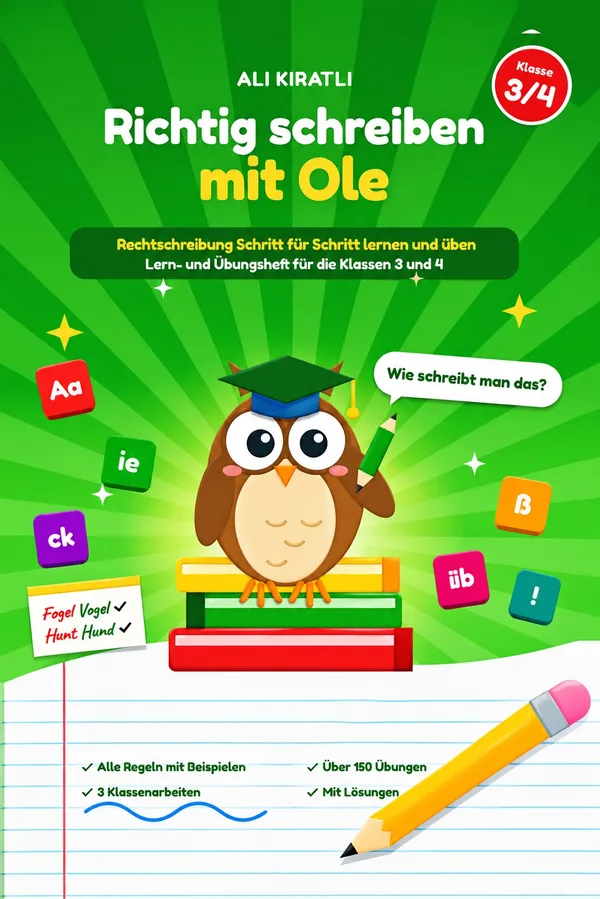 ALI KIRATLI
Klasse
3/4
Richtig schreiben
mit Ole
Rechtschreibung Schritt für Schritt lernen und üben
Lern- und Übungsheft für die Klassen 3 und 4
Wie schreibt man das?
Aa
ie
ck
ß
üb
!
Fogel Vogel ✓
Hunt Hund ✓
✓ Alle Regeln mit Beispielen
✓ 3 Klassenarbeiten
✓ Über 150 Übungen
✓ Mit Lösungen